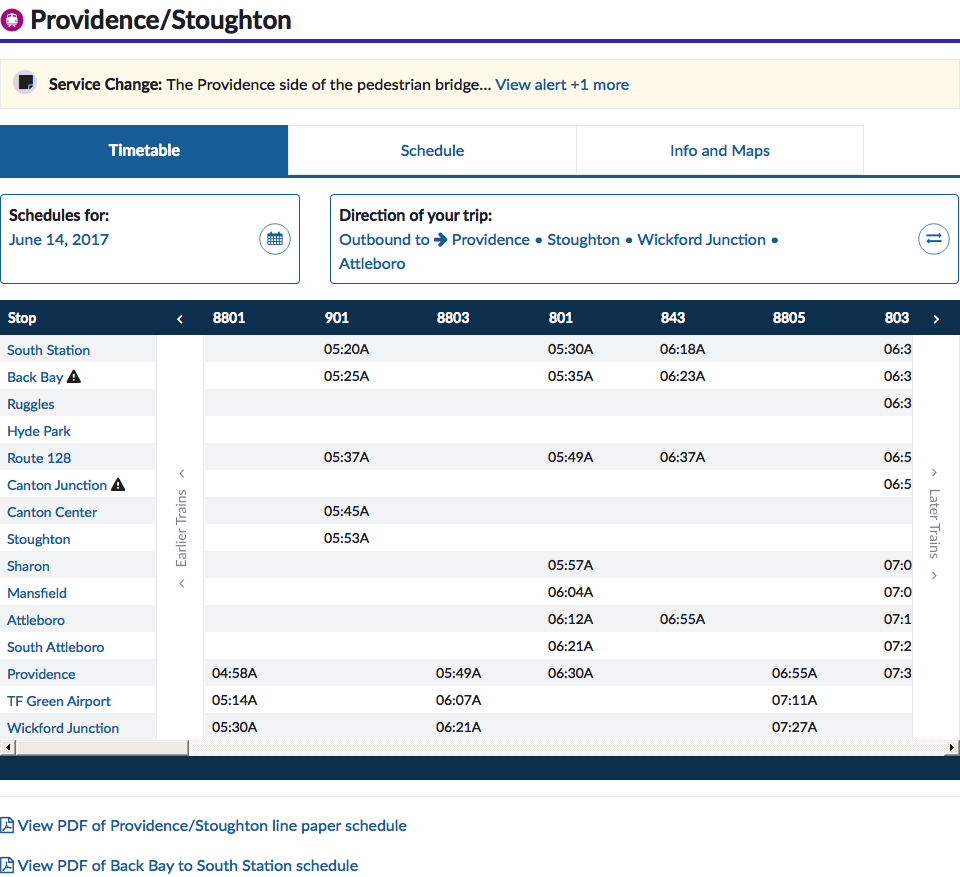 Providence/Stoughton
Service Change: The Providence side of the pedestrian bridge... View alert +1 more
Timetable Schedule Info and Maps
Schedules for:
June 14, 2017
Direction of your trip:
Outbound to → Providence • Stoughton • Wickford Junction •
Attleboro
Stop < 8801 901 8803 801 843 8805 803 >
South Station 05:20A 05:30A 06:18A 06:3
Back Bay 05:25A 05:35A 06:23A 06:3
Ruggles 06:3
Hyde Park
Route 128 05:37A 05:49A 06:37A 06:5
Canton Junction 06:5
Canton Center 05:45A
Stoughton 05:53A
Sharon 05:57A 07:0
Mansfield 06:04A 07:0
Attleboro 06:12A 06:55A 07:1
South Attleboro 06:21A 07:2
Providence 04:58A 05:49A 06:30A 06:55A 07:3
TF Green Airport 05:14A 06:07A 07:11A
Wickford Junction 05:30A 06:21A 07:27A
Earlier Trains
Later Trains
View PDF of Providence/Stoughton line paper schedule
View PDF of Back Bay to South Station schedule